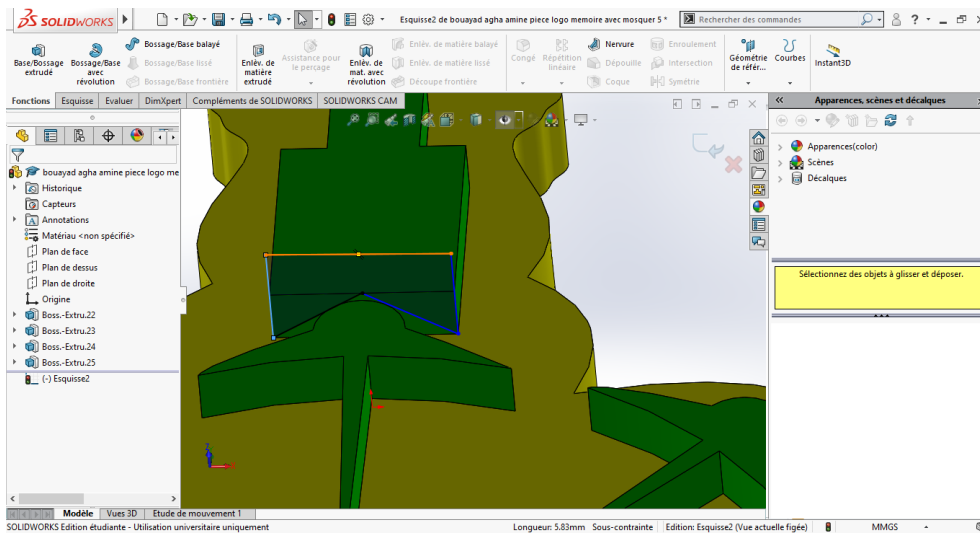 SOLIDWORKS
Esquisse2 de bouayad agha amine piece logo memoire avec mosquer 5 *
Rechercher des commandes
Base/Bossage extrudé
Bossage/Base avec révolution
Bossage/Base balayé
Bossage/Base lissé
Bossage/Base frontière
Enlèv. de matière extrudé
Assistance pour le perçage
Enlèv. de mat. avec révolution
Enlèv. de matière balayé
Enlèv. de matière lissé
Découpe frontière
Congé
Répétition linéaire
Nervure
Dépouille
Coque
Enroulement
Intersection
Symétrie
Géométrie de référ...
Courbes
Instant3D
Fonctions
Esquisse
Evaluer
DimXpert
Compléments de SOLIDWORKS
SOLIDWORKS CAM
bouayad agha amine piece logo me
Historique
Capteurs
Annotations
Matériau <non spécifié>
Plan de face
Plan de dessus
Plan de droite
Origine
Boss.-Extru.22
Boss.-Extru.23
Boss.-Extru.24
Boss.-Extru.25
(-) Esquisse2
Apparences, scènes et décalques
Apparences(color)
Scènes
Décalques
Sélectionnez des objets à glisser et déposer.
Modèle
Vues 3D
Etude de mouvement 1
SOLIDWORKS Edition étudiante - Utilisation universitaire uniquement
Longueur: 5.83mm
Sous-contrainte
Edition: Esquisse2 (Vue actuelle figée)
MMGS